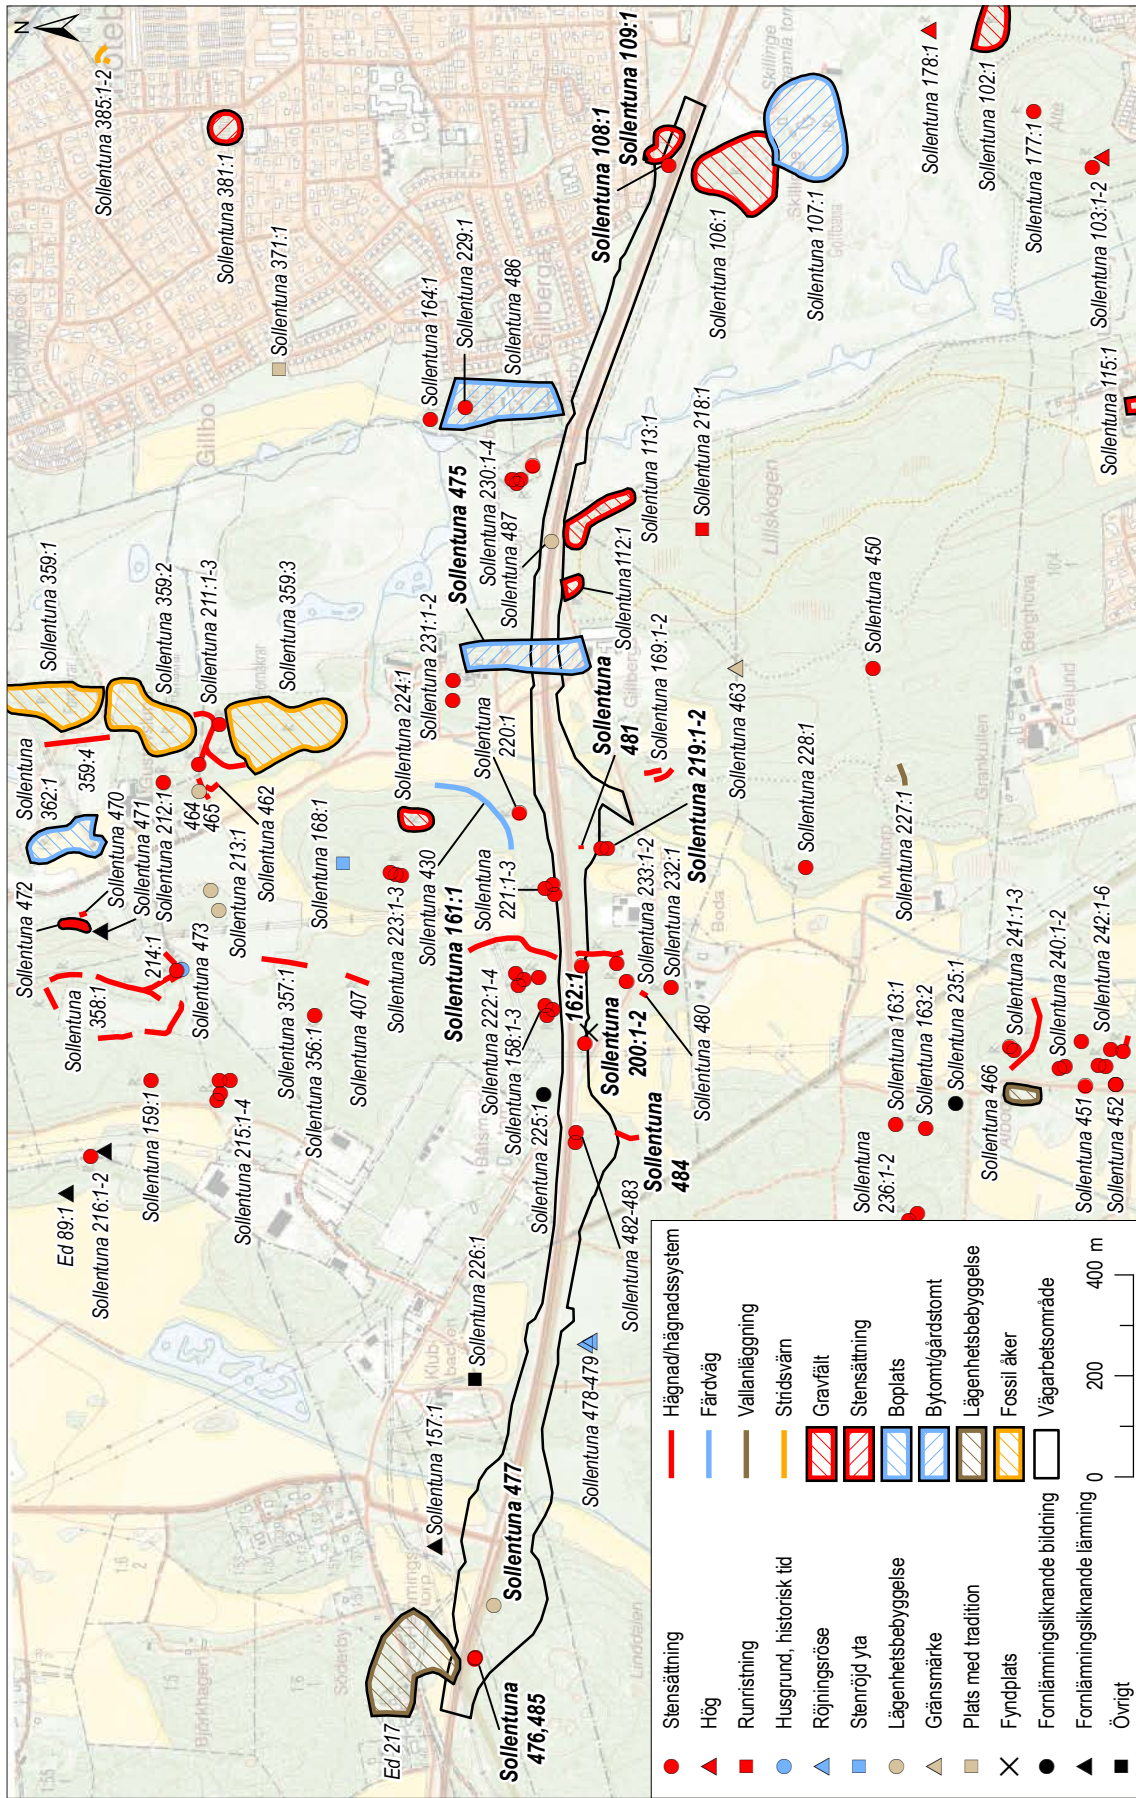 N
Sollentuna 385:1-2
Sollentuna 381:1
Sollentuna 371:1
Sollentuna 164:1
Sollentuna 229:1
Sollentuna 486
Sollentuna 108:1
Sollentuna 109:1
Sollentuna 106:1
Sollentuna 107:1
Sollentuna 178:1
Sollentuna 102:1
Sollentuna 177:1
Sollentuna 103:1-2
Sollentuna 115:1
Sollentuna 359:1
Sollentuna 359:2
Sollentuna 211:1-3
Sollentuna 359:3
Sollentuna 231:1-2
Sollentuna 475
Sollentuna 230:1-4
Sollentuna 487
Sollentuna112:1
Sollentuna 113:1
Sollentuna 218:1
Sollentuna 450
Sollentuna
362:1
359:4
Sollentuna 470
Sollentuna 471
Sollentuna 212:1
464
465
Sollentuna 462
Sollentuna 213:1
Sollentuna 168:1
Sollentuna 224:1
Sollentuna 223:1-3
Sollentuna 430
Sollentuna
220:1
Sollentuna
221:1-3
Sollentuna
481
Sollentuna 169:1-2
Sollentuna 219:1-2
Sollentuna 463
Sollentuna 228:1
Sollentuna 227:1
Sollentuna 472
214:1
Sollentuna 473
Sollentuna
358:1
Sollentuna 357:1
Sollentuna 356:1
Sollentuna 407
Sollentuna 161:1
Sollentuna 222:1-4
Sollentuna 158:1-3
Sollentuna 225:1
162:1
Sollentuna
200:1-2
Sollentuna 233:1-2
Sollentuna 232:1
Sollentuna 480
Sollentuna
484
Sollentuna 482-483
Sollentuna 159:1
Sollentuna 215:1-4
Ed 89:1
Sollentuna 216:1-2
Sollentuna 226:1
Sollentuna 478-479
Sollentuna 157:1
Sollentuna 477
Ed 217
Sollentuna
476,485
Sollentuna 163:1
Sollentuna 163:2
Sollentuna 235:1
Sollentuna
236:1-2
Sollentuna 466
Sollentuna 241:1-3
Sollentuna 240:1-2
Sollentuna 242:1-6
Sollentuna 451
Sollentuna 452
Gillbo
Gillberga
Lillskogen
Berghova
Evelund
Grankullen
Multtorp
Boda
Söderby
Björkhagen
Lindalen
Stensättning
Hög
Runristning
Husgrund, historisk tid
Röjningsröse
Stenröjd yta
Lägenhetsbebyggelse
Gränsmärke
Plats med tradition
Fyndplats
Fornlämningsliknande bildning
Fornlämningsliknande lämning
Övrigt
Hägnad/hägnadssystem
Färdväg
Vallanläggning
Stridsvärn
Gravfält
Stensättning
Boplats
Bytomt/gårdstomt
Lägenhetsbebyggelse
Fossil åker
Vägarbetsområde
0 200 400 m